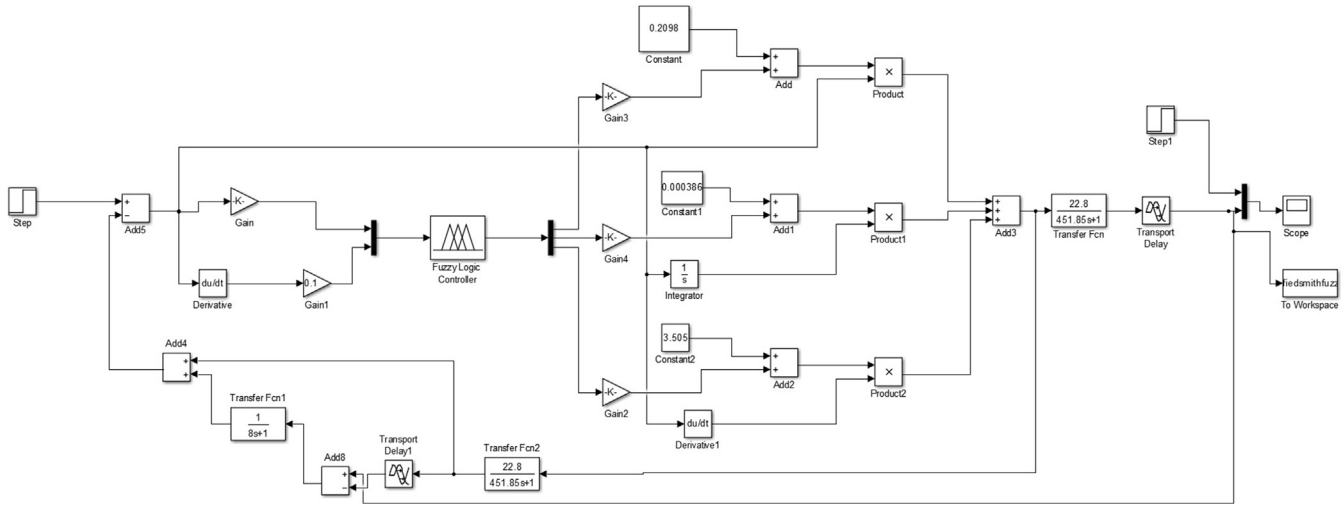 0.2098
Constant
+
+
Add
×
Product
-K-
Gain3
Step1
Step
+
−
Add5
-K-
Gain
0.000386
Constant1
+
+
Add1
×
Product1
+
+
+
Add3
22.8
451.85s+1
Transfer Fcn
Transport
Delay
Scope
Fuzzy Logic
Controller
-K-
Gain4
du/dt
Derivative
0.1
Gain1
1
s
Integrator
fiedsmithfuzz
To Workspace
3.505
Constant2
+
+
Add2
×
Product2
Add4
+
+
-K-
Gain2
du/dt
Derivative1
Transfer Fcn1
1
8s+1
Add8
+
−
Transport
Delay1
Transfer Fcn2
22.8
451.85s+1